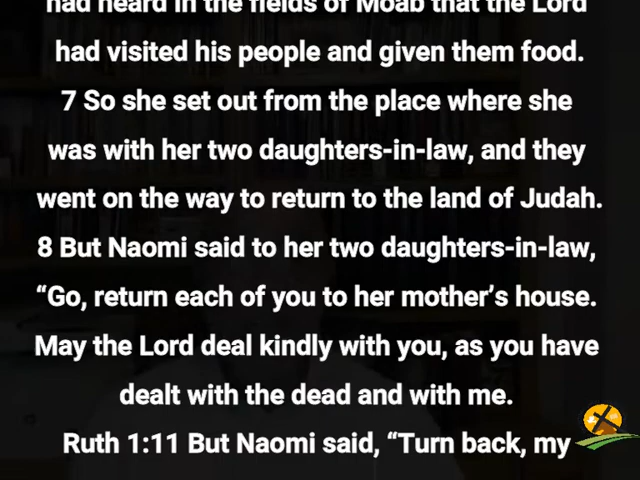 had heard in the fields of Moab that the Lord
had visited his people and given them food.
7 So she set out from the place where she
was with her two daughters-in-law, and they
went on the way to return to the land of Judah.
8 But Naomi said to her two daughters-in-law,
“Go, return each of you to her mother’s house.
May the Lord deal kindly with you, as you have
dealt with the dead and with me.
Ruth 1:11 But Naomi said, “Turn back, my